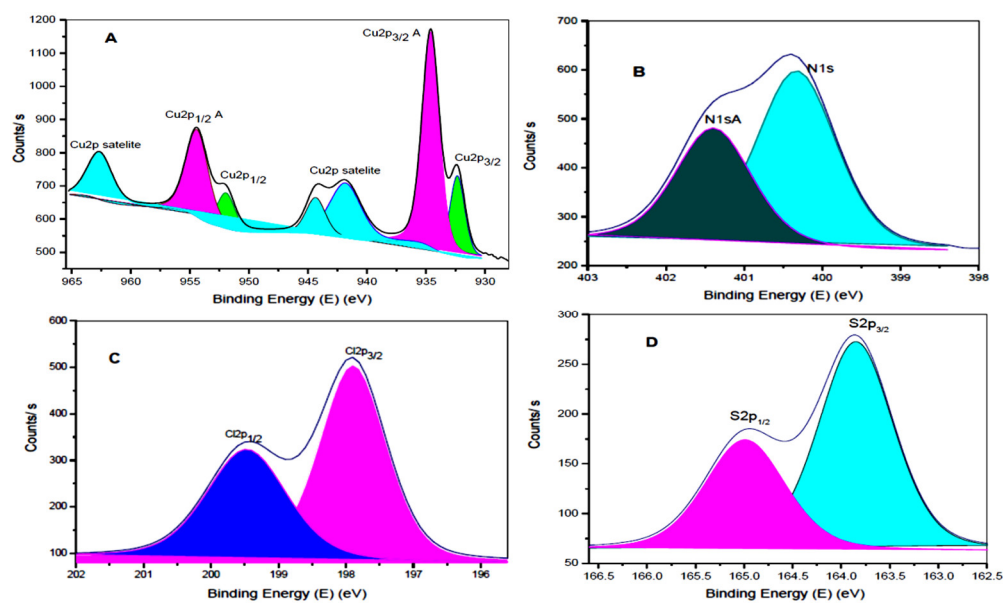 A
1200
1100
1000
900
800
700
600
500
Counts/ s
Cu2p satelite
Cu2p1/2 A
Cu2p1/2
Cu2p satelite
Cu2p3/2 A
Cu2p3/2
965 960 955 950 945 940 935 930
Binding Energy (E) (eV)
B
700
600
500
400
300
200
Counts/s
N1sA
N1s
403 402 401 400 399 398
Binding Energy (E) (eV)
C
600
500
400
300
200
100
Counts/ s
Cl2p1/2
Cl2p3/2
202 201 200 199 198 197 196
Binding Energy (E) (eV)
D
300
250
200
150
100
50
Counts/ s
S2p1/2
S2p3/2
166.5 166.0 165.5 165.0 164.5 164.0 163.5 163.0 162.5
Binding Energy (E) (eV)